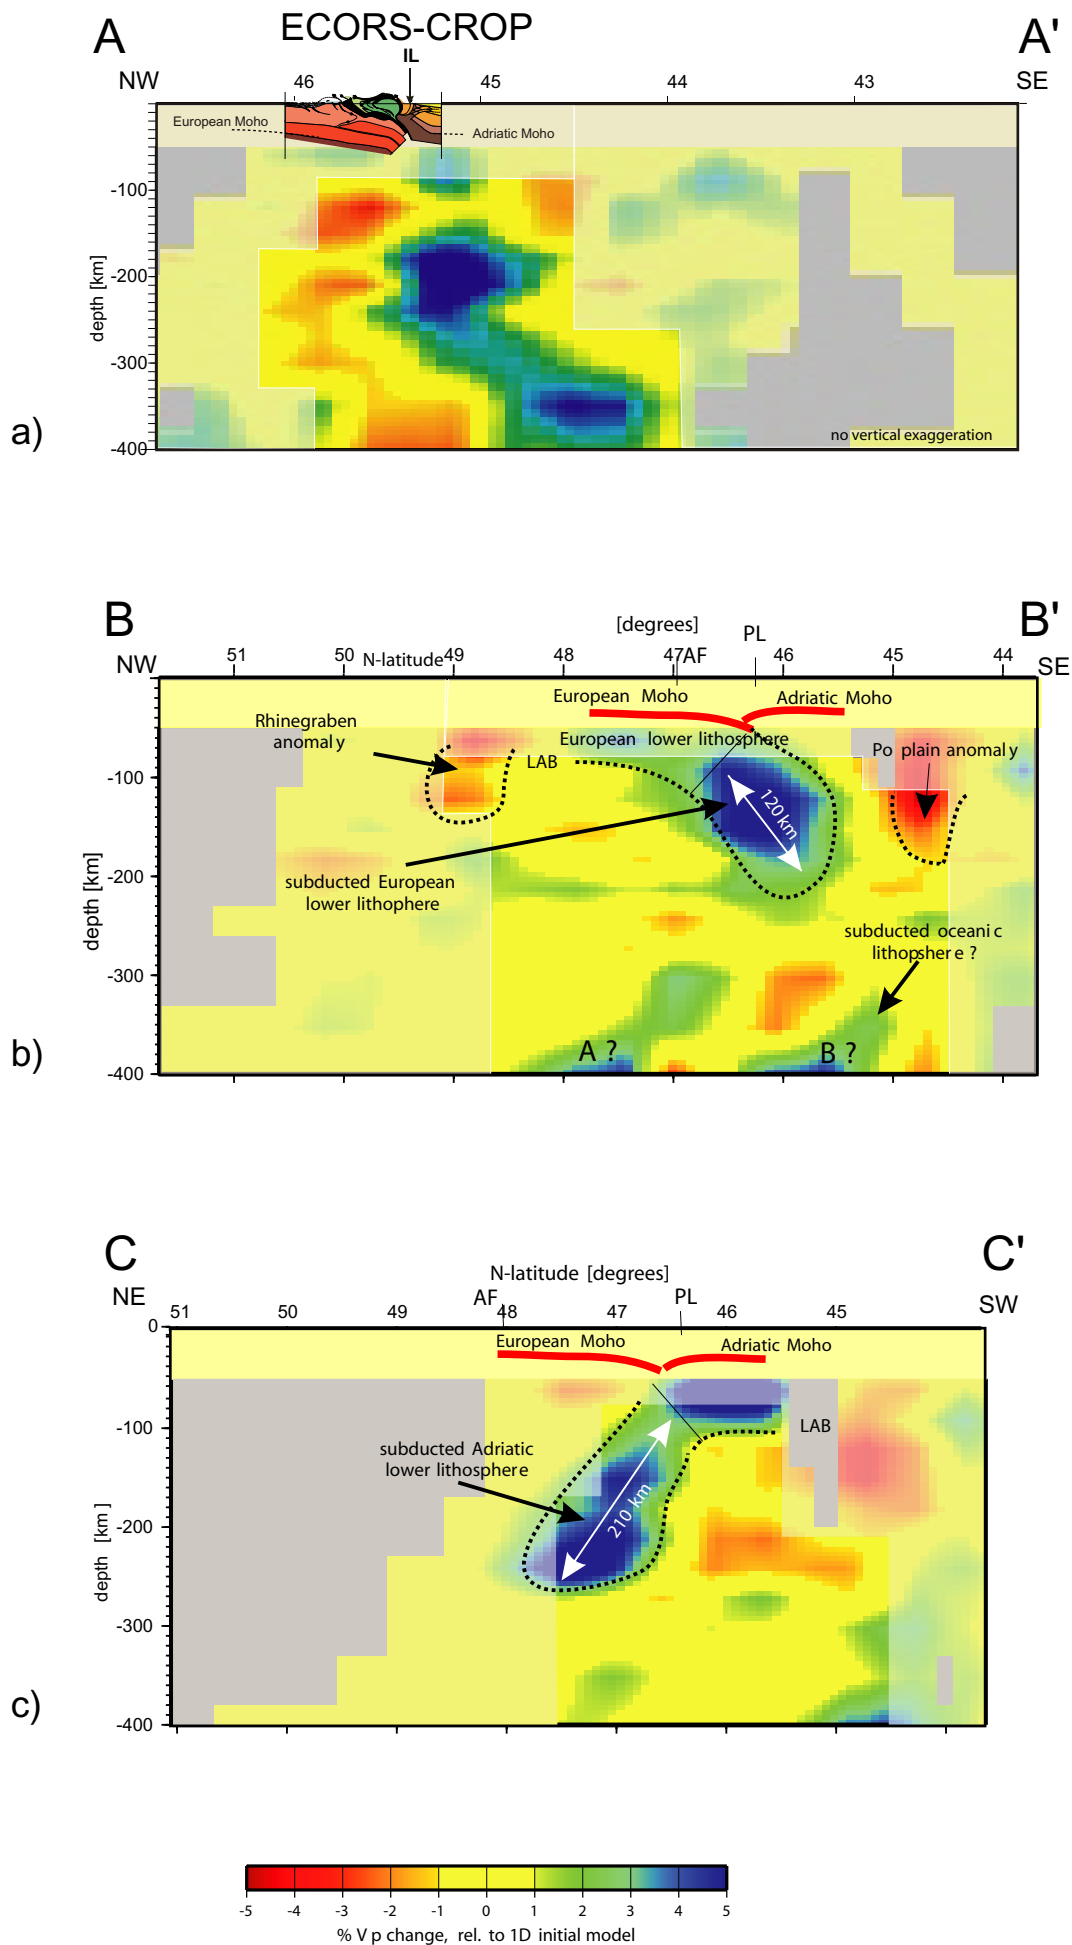 A
ECORS-CROP
A'
IL
NW
46
45
44
43
SE
European Moho
Adriatic Moho
-100
-200
-300
-400
depth [km]
no vertical exaggeration
a)
B
[degrees]
PL
B'
NW
51
50
N-latitude
49
48
47
AF
46
45
44
SE
European Moho
Adriatic Moho
Rhinegraben
anomaly
European lower lithosphere
LAB
Po plain anomaly
120 km
subducted European
lower lithophere
subducted oceanic
lithopshere ?
A ?
B ?
-100
-200
-300
-400
depth [km]
b)
C
C'
N-latitude [degrees]
NE
AF
PL
SW
51
50
49
48
47
46
45
European Moho
Adriatic Moho
LAB
subducted Adriatic
lower lithosphere
210 km
0
-100
-200
-300
-400
depth [km]
c)
-5
-4
-3
-2
-1
0
1
2
3
4
5
% V p change, rel. to 1D initial model